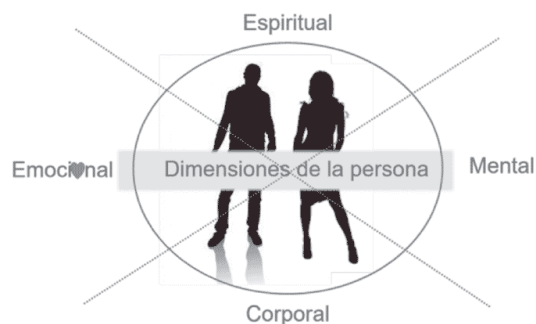 Espiritual
Emocional
Dimensiones de la persona
Mental
Corporal